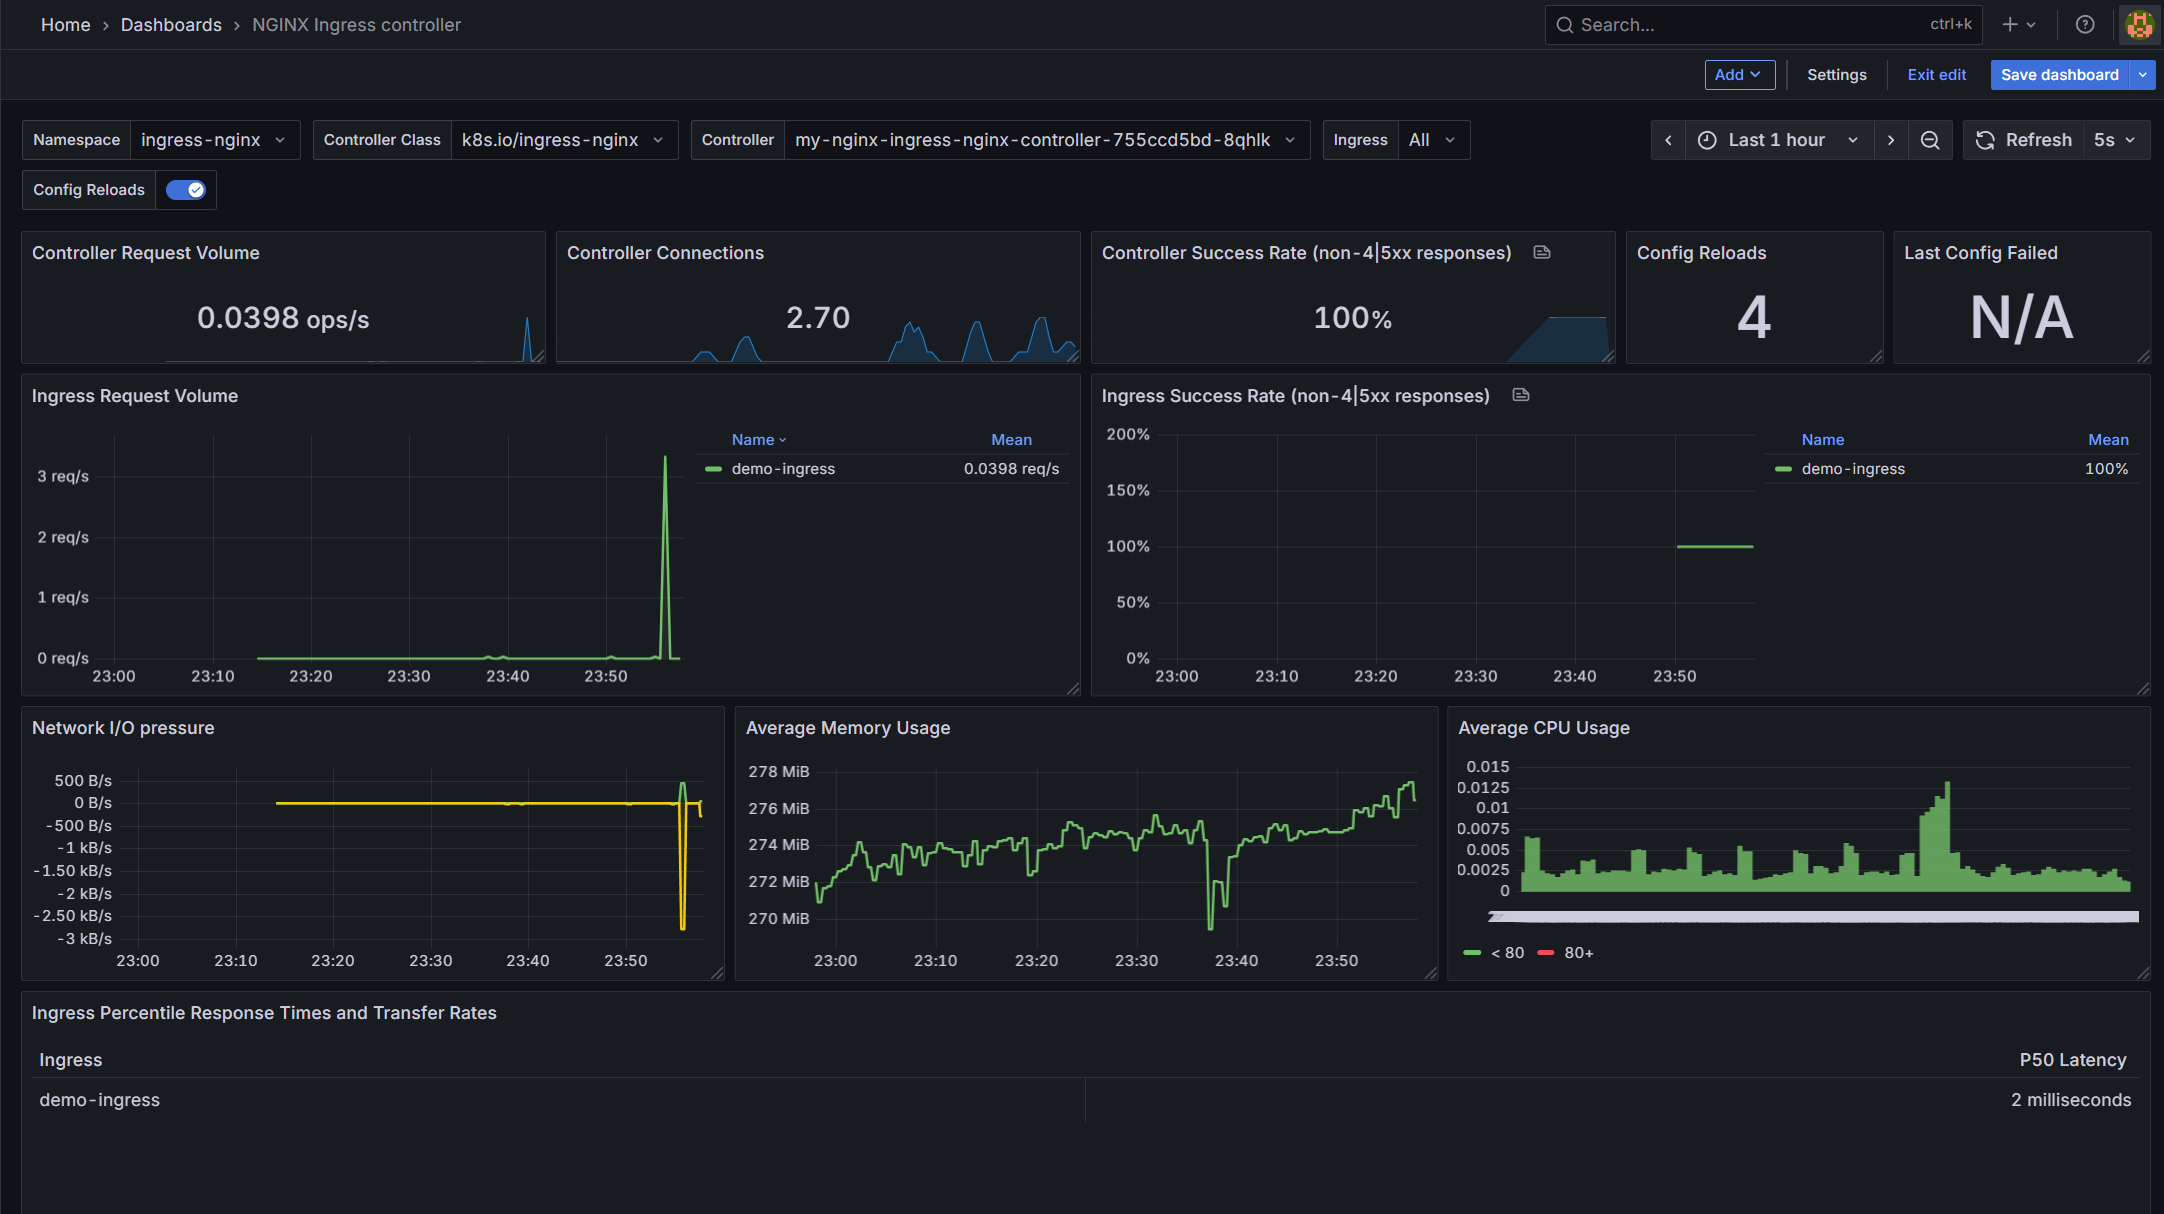 Home › Dashboards › NGINX Ingress controller
Search... ctrl+k
Add Settings Exit edit Save dashboard
Namespace ingress-nginx Controller Class k8s.io/ingress-nginx Controller my-nginx-ingress-nginx-controller-755ccd5bd-8qhlk Ingress All Last 1 hour Refresh 5s
Config Reloads
Controller Request Volume
0.0398 ops/s
Controller Connections
2.70
Controller Success Rate (non-4|5xx responses)
100%
Config Reloads
4
Last Config Failed
N/A
Ingress Request Volume
3 req/s
2 req/s
1 req/s
0 req/s
23:00 23:10 23:20 23:30 23:40 23:50
Name Mean
demo-ingress 0.0398 req/s
Ingress Success Rate (non-4|5xx responses)
200%
150%
100%
50%
0%
23:00 23:10 23:20 23:30 23:40 23:50
Name Mean
demo-ingress 100%
Network I/O pressure
500 B/s
0 B/s
-500 B/s
-1 kB/s
-1.50 kB/s
-2 kB/s
-2.50 kB/s
-3 kB/s
23:00 23:10 23:20 23:30 23:40 23:50
Average Memory Usage
278 MiB
276 MiB
274 MiB
272 MiB
270 MiB
23:00 23:10 23:20 23:30 23:40 23:50
Average CPU Usage
0.015
0.0125
0.01
0.0075
0.005
0.0025
0
< 80 80+
Ingress Percentile Response Times and Transfer Rates
Ingress P50 Latency
demo-ingress 2 milliseconds